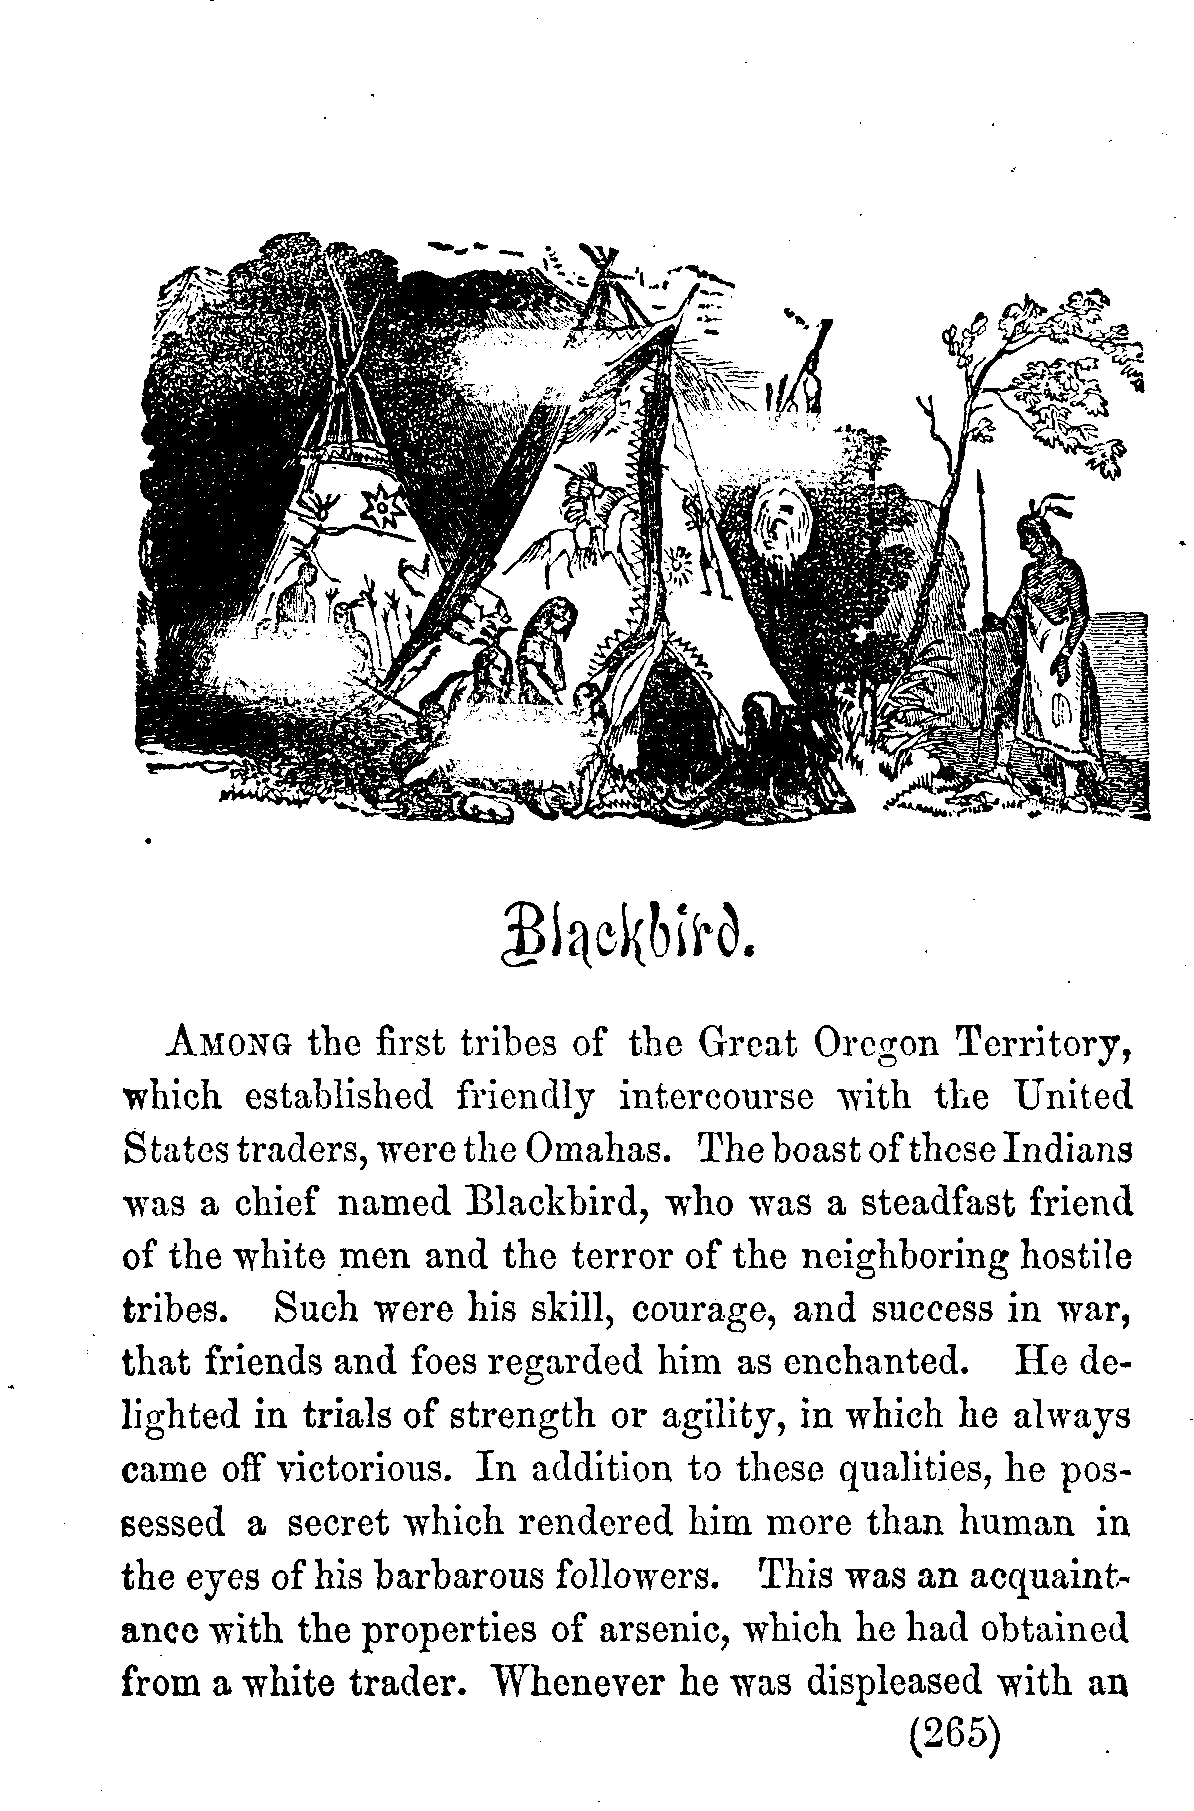 Blackbird.
AMONG the first tribes of the Great Oregon Territory,
which established friendly intercourse with the United
States traders, were the Omahas. The boast of these Indians
was a chief named Blackbird, who was a steadfast friend
of the white men and the terror of the neighboring hostile
tribes. Such were his skill, courage, and success in war,
that friends and foes regarded him as enchanted. He de-
lighted in trials of strength or agility, in which he always
came off victorious. In addition to these qualities, he pos-
sessed a secret which rendered him more than human in
the eyes of his barbarous followers. This was an acquaint-
ance with the properties of arsenic, which he had obtained
from a white trader. Whenever he was displeased with an
(265)